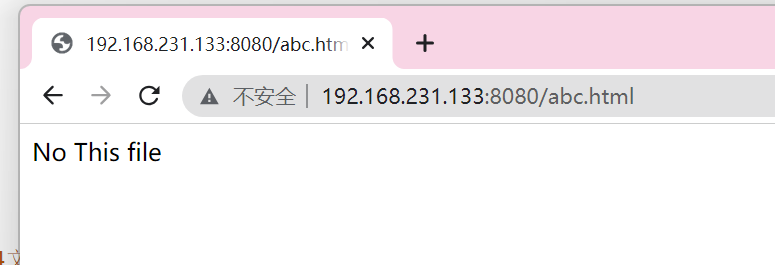 192.168.231.133:8080/abc.htm
不安全 192.168.231.133:8080/abc.html
No This file